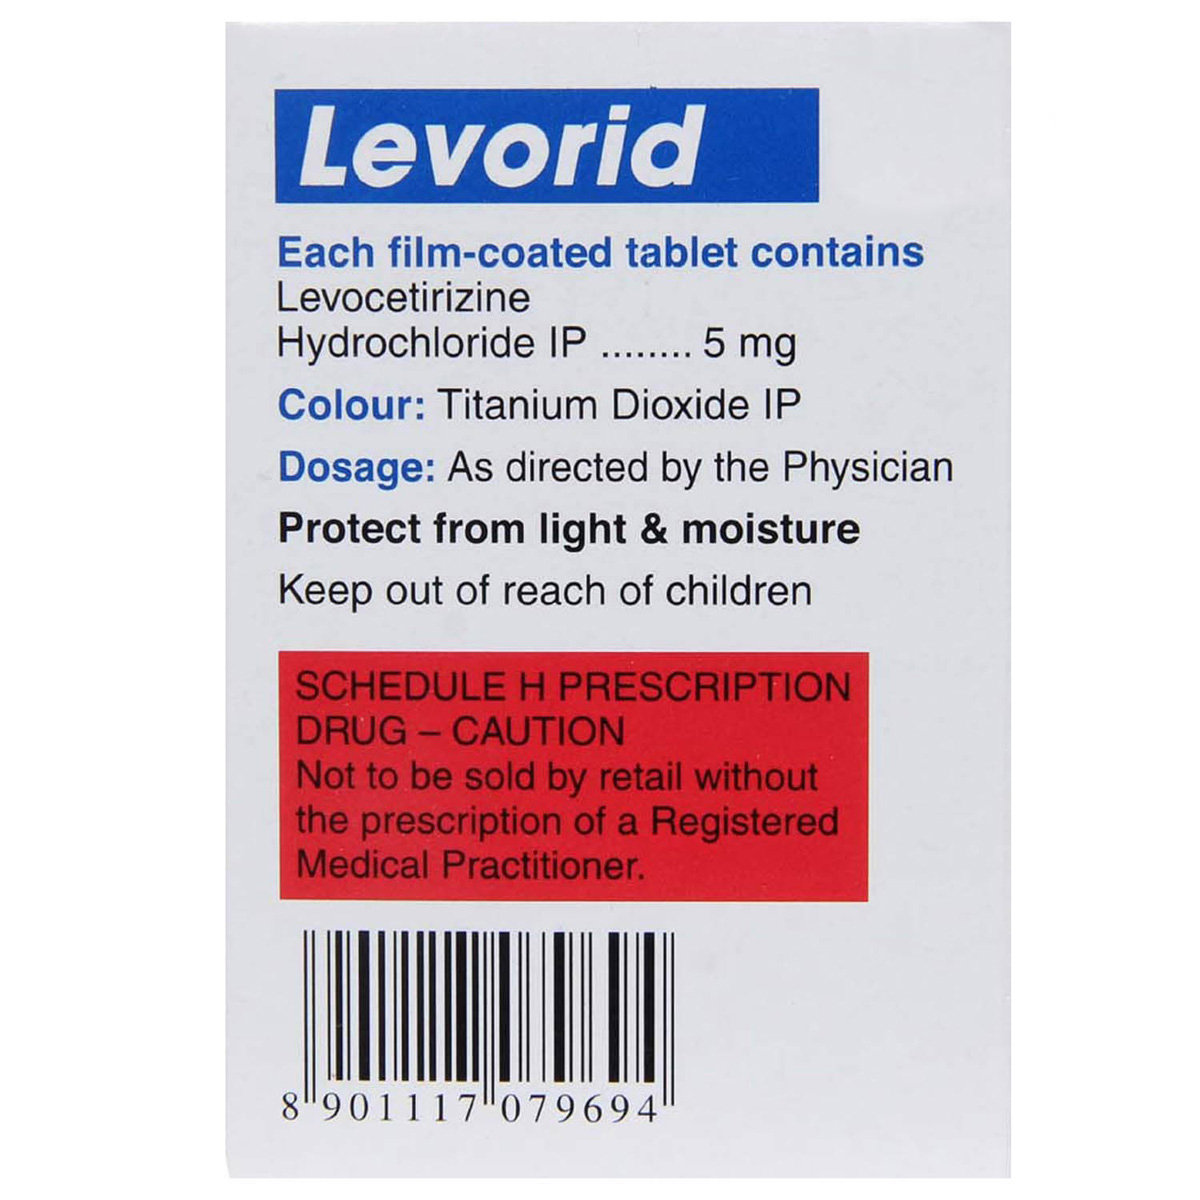 Levorid
Each film-coated tablet contains
Levocetirizine
Hydrochloride IP ........ 5 mg
Colour: Titanium Dioxide IP
Dosage: As directed by the Physician
Protect from light & moisture
Keep out of reach of children
SCHEDULE H PRESCRIPTION
DRUG – CAUTION
Not to be sold by retail without
the prescription of a Registered
Medical Practitioner.
8 901117 079694